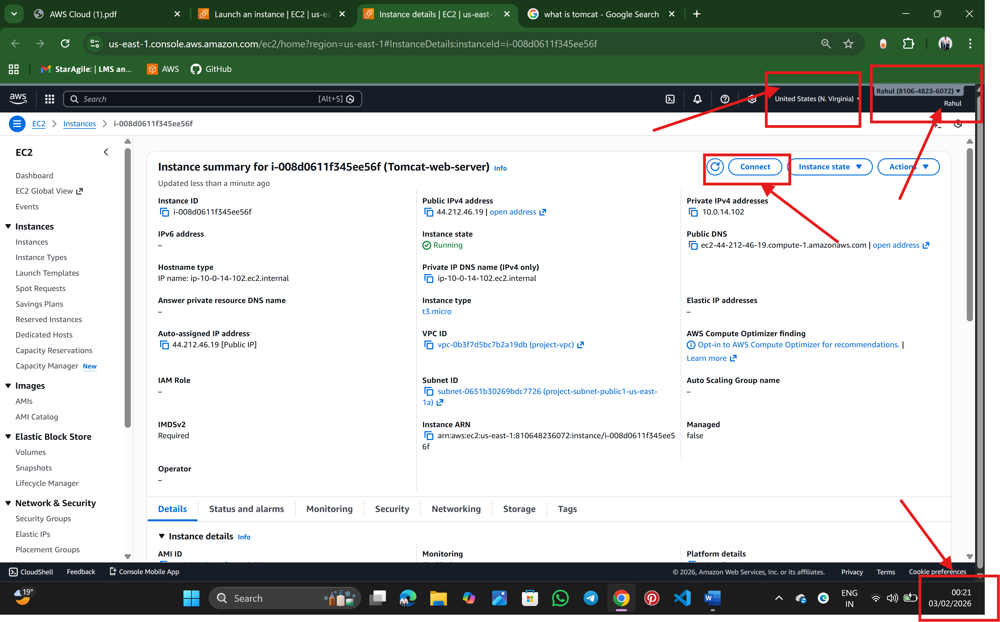 AWS Cloud (1).pdf
Launch an instance | EC2 | us-ea
Instance details | EC2 | us-east-1
what is tomcat - Google Search
us-east-1.console.aws.amazon.com/ec2/home?region=us-east-1#InstanceDetails:instanceId=i-008d0611f345ee56f
StarAgile: | LMS an...
AWS
GitHub
aws
Search
[Alt+S]
United States (N. Virginia)
Rahul (8106-4823-6072)
Rahul
EC2
Instances
i-008d0611f345ee56f
EC2
Dashboard
EC2 Global View
Events
Instances
Instances
Instance Types
Launch Templates
Spot Requests
Savings Plans
Reserved Instances
Dedicated Hosts
Capacity Reservations
Capacity Manager New
Images
AMIs
AMI Catalog
Elastic Block Store
Volumes
Snapshots
Lifecycle Manager
Network & Security
Security Groups
Elastic IPs
Placement Groups
Instance summary for i-008d0611f345ee56f (Tomcat-web-server) Info
Updated less than a minute ago
Connect
Instance state
Actions
Instance ID
i-008d0611f345ee56f
Public IPv4 address
44.212.46.19 | open address
Private IPv4 addresses
10.0.14.102
IPv6 address
–
Instance state
Running
Public DNS
ec2-44-212-46-19.compute-1.amazonaws.com | open address
Hostname type
IP name: ip-10-0-14-102.ec2.internal
Private IP DNS name (IPv4 only)
ip-10-0-14-102.ec2.internal
Answer private resource DNS name
–
Instance type
t3.micro
Elastic IP addresses
–
Auto-assigned IP address
44.212.46.19 [Public IP]
VPC ID
vpc-0b3f7d5bc7b2a19db (project-vpc)
AWS Compute Optimizer finding
Opt-in to AWS Compute Optimizer for recommendations. |
Learn more
IAM Role
–
Subnet ID
subnet-0651b30269bdc7726 (project-subnet-public1-us-east-
1a)
Auto Scaling Group name
–
IMDSv2
Required
Instance ARN
arn:aws:ec2:us-east-1:810648236072:instance/i-008d0611f345ee5
6f
Managed
false
Operator
–
Details
Status and alarms
Monitoring
Security
Networking
Storage
Tags
Instance details Info
AMI ID
Monitoring
Platform details
CloudShell
Feedback
Console Mobile App
© 2026, Amazon Web Services, Inc. or its affiliates.
Privacy
Terms
Cookie preferences
19°
Search
ENG
IN
00:21
03/02/2026